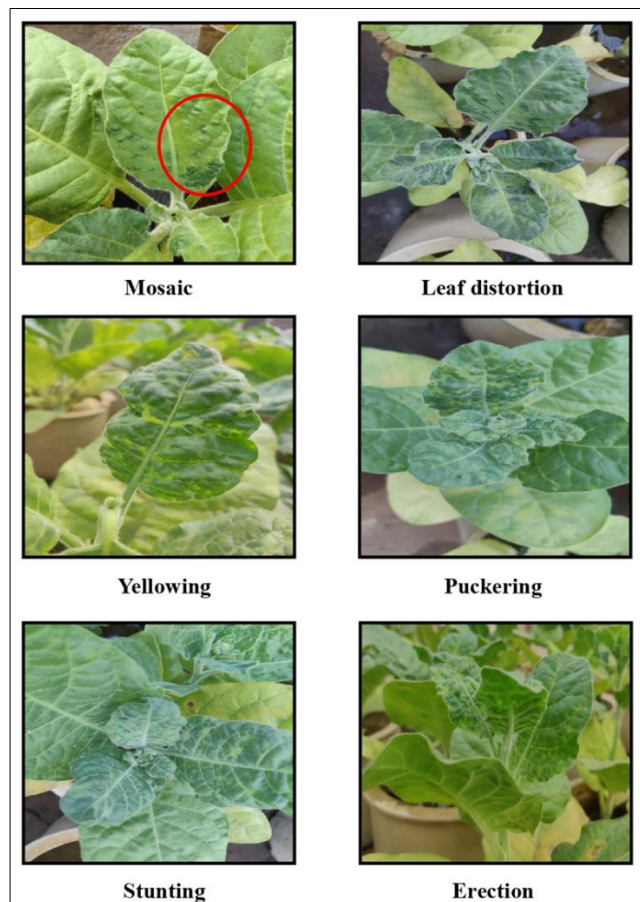 Mosaic
Leaf distortion
Yellowing
Puckering
Stunting
Erection